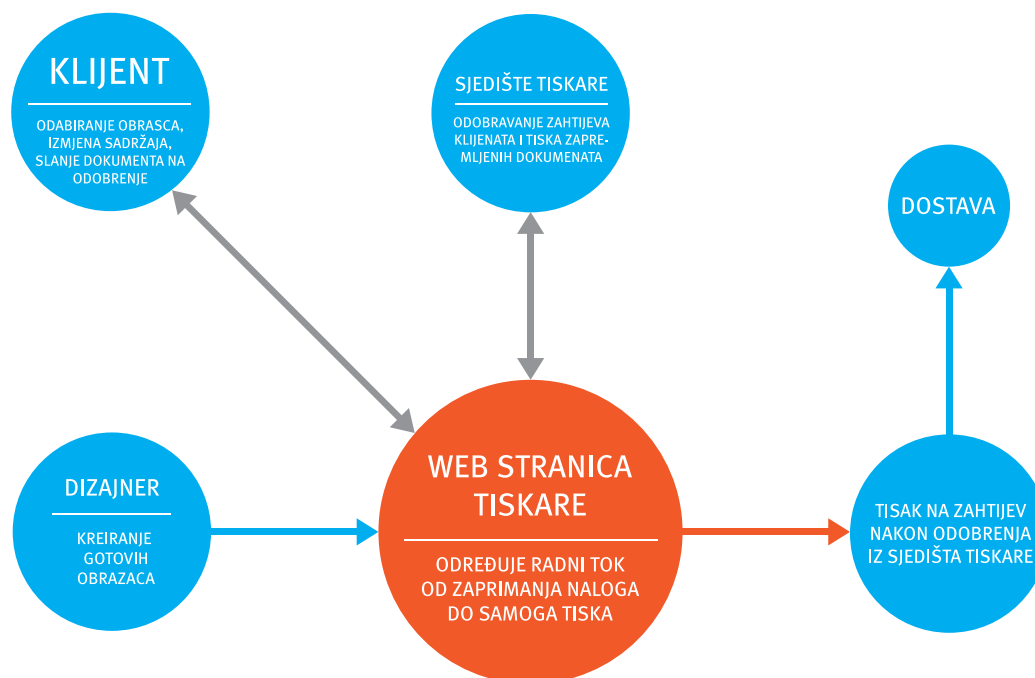 KLIJENT
ODABIRANJE OBRASCA,
IZMJENA SADRŽAJA,
SLANJE DOKUMENTA NA
ODOBRENJE
SJEDIŠTE TISKARE
ODOBRAVANJE ZAHTIJEVA
KLIJENATA I TISKA ZAPRE-
MLJENIH DOKUMENATA
DOSTAVA
DIZAJNER
KREIRANJE
GOTOVIH
OBRAZACA
WEB STRANICA
TISKARE
ODREĐUJE RADNI TOK
OD ZAPRIMANJA NALOGA
DO SAMOGA TISKA
TISAK NA ZAHTIJEV
NAKON ODOBRENJA
IZ SJEDIŠTA TISKARE